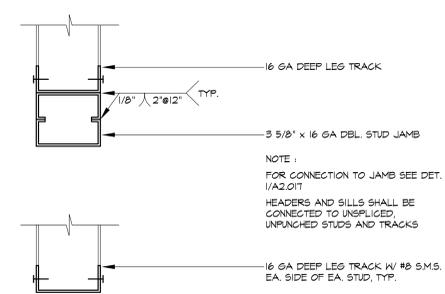 16 GA DEEP LEG TRACK
TYP.
1/8" 2"@12"
3 5/8" x 16 GA DBL. STUD JAMB
NOTE :
FOR CONNECTION TO JAMB SEE DET.
1/A2.017
HEADERS AND SILLS SHALL BE
CONNECTED TO UNSPLICED,
UNPUNCHED STUDS AND TRACKS
16 GA DEEP LEG TRACK W/ #8 S.M.S.
EA. SIDE OF EA. STUD, TYP.